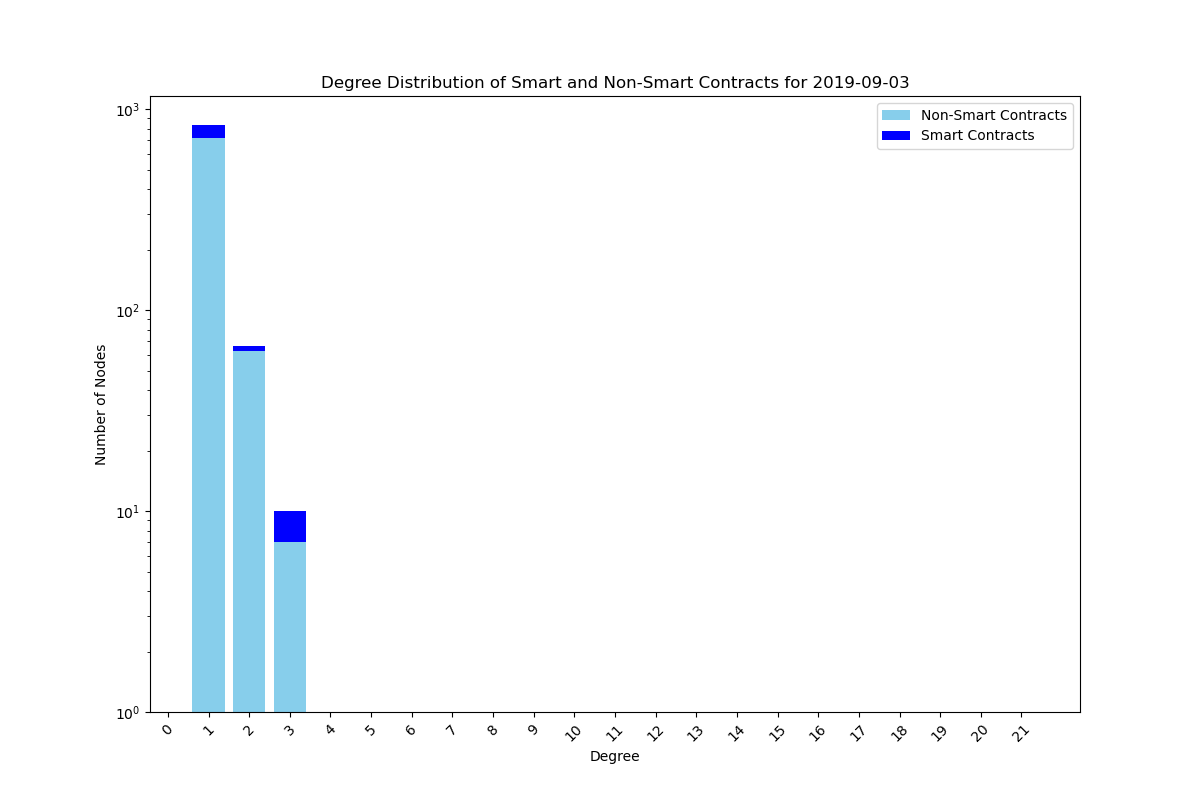 Degree Distribution of Smart and Non-Smart Contracts for 2019-09-03
Non-Smart Contracts
Smart Contracts
Number of Nodes
10³
10²
10¹
10⁰
0 1 2 3 4 5 6 7 8 9 10 11 12 13 14 15 16 17 18 19 20 21
Degree